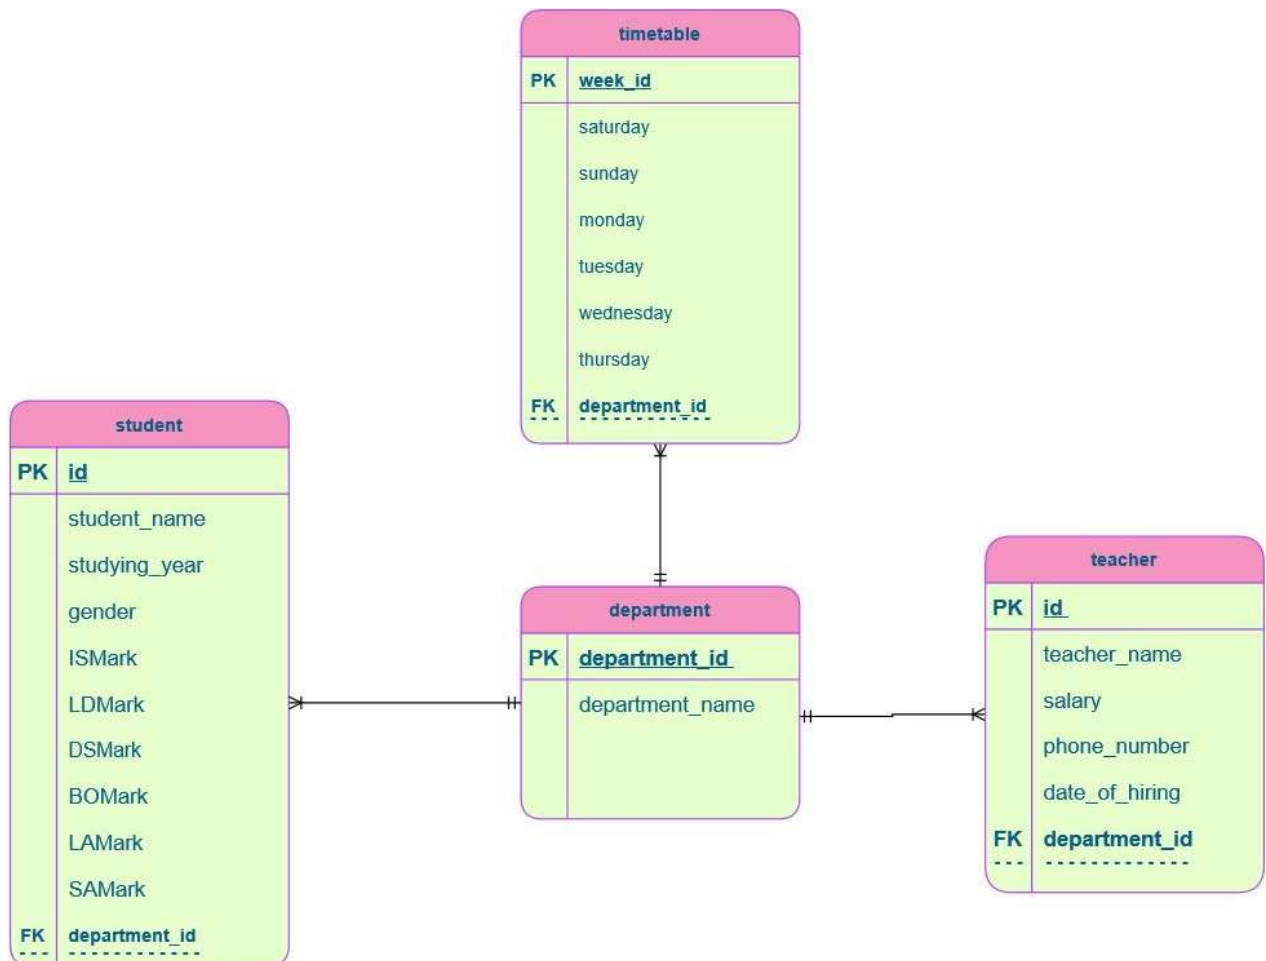 timetable
PK week_id
saturday
sunday
monday
tuesday
wednesday
thursday
FK department_id
student
PK id
student_name
studying_year
gender
ISMark
LDMark
DSMark
BOMark
LAMark
SAMark
FK department_id
department
PK department_id
department_name
teacher
PK id
teacher_name
salary
phone_number
date_of_hiring
FK department_id